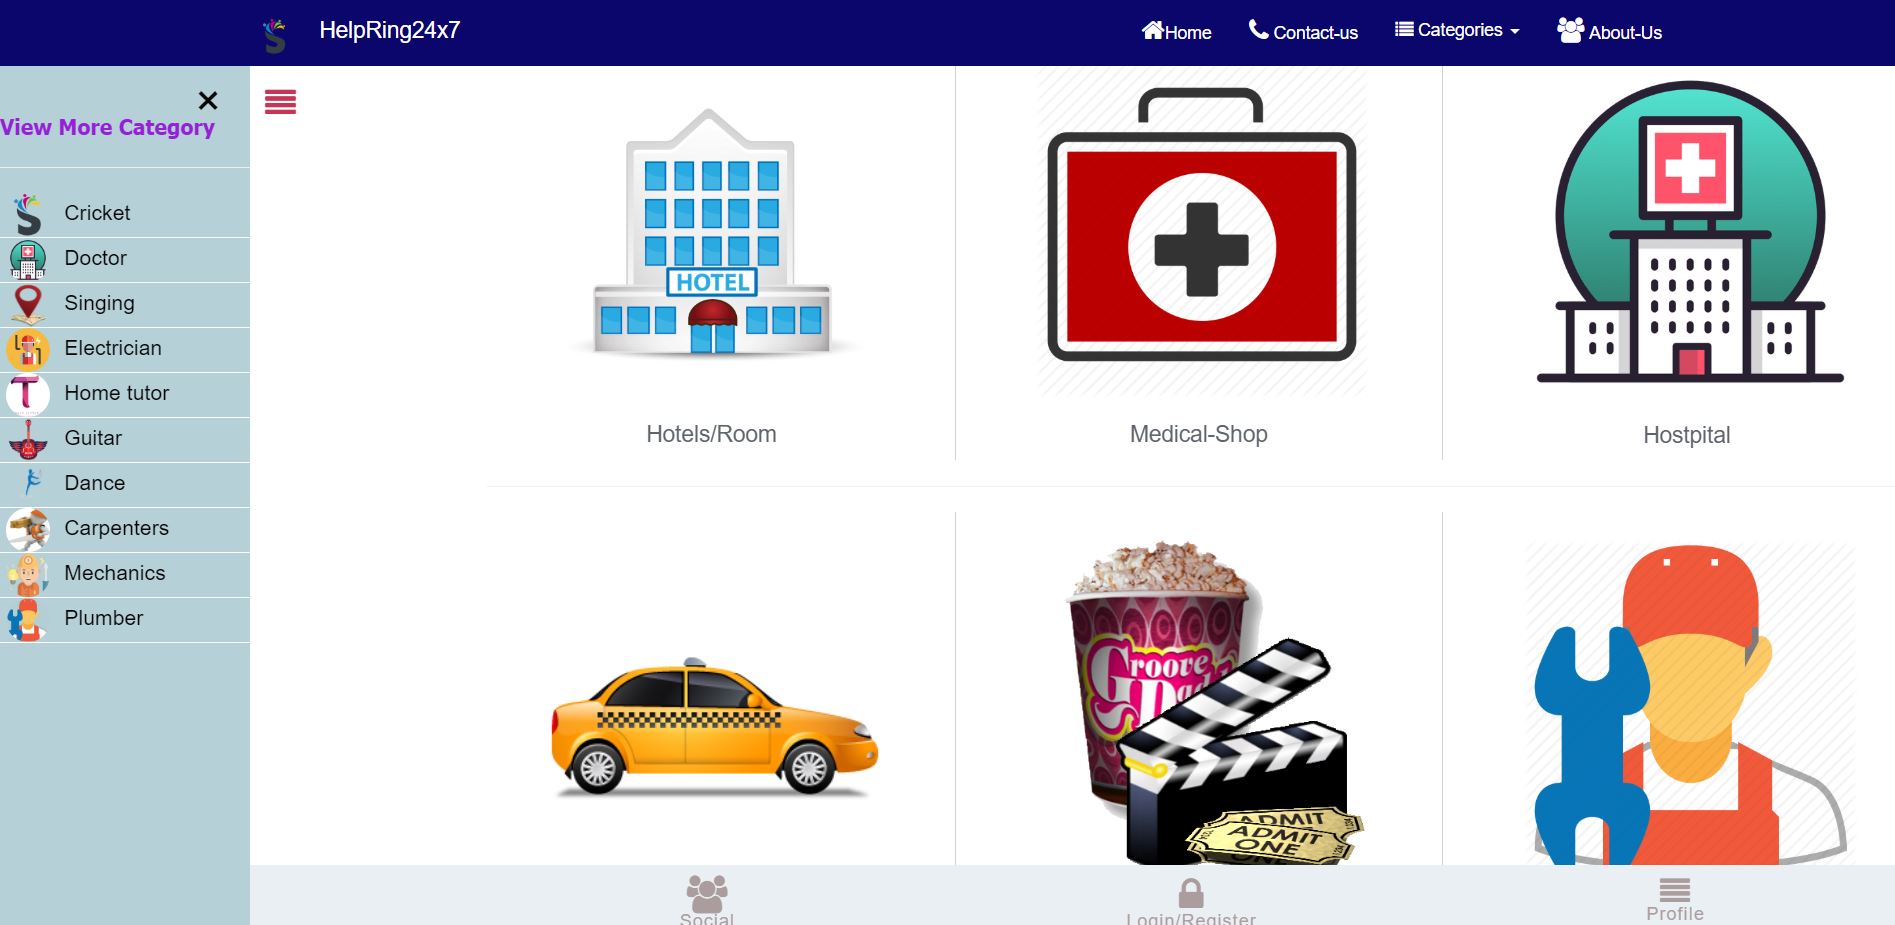 HelpRing24x7
Home
Contact-us
Categories
About-Us
View More Category
Cricket
Doctor
Singing
Electrician
Home tutor
Guitar
Dance
Carpenters
Mechanics
Plumber
HOTEL
Hotels/Room
Medical-Shop
Hostpital
Groove
ADMIT
ADMIT
ONE
Social
Login/Register
Profile